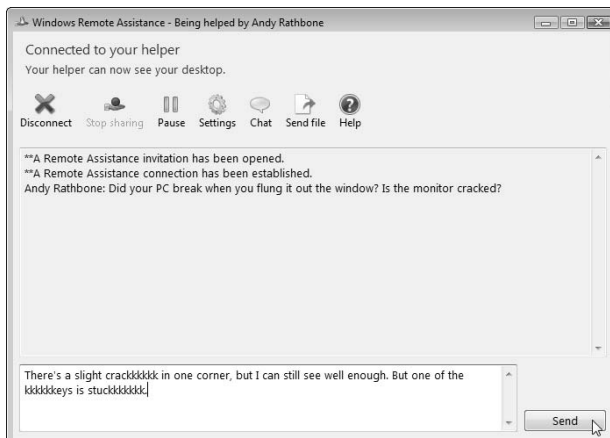 Windows Remote Assistance - Being helped by Andy Rathbone
Connected to your helper
Your helper can now see your desktop.
Disconnect Stop sharing Pause Settings Chat Send file Help
**A Remote Assistance invitation has been opened.
**A Remote Assistance connection has been established.
Andy Rathbone: Did your PC break when you flung it out the window? Is the monitor cracked?
There's a slight crackkkkkk in one corner, but I can still see well enough. But one of the
kkkkkkeys is stuckkkkkkk.
Send